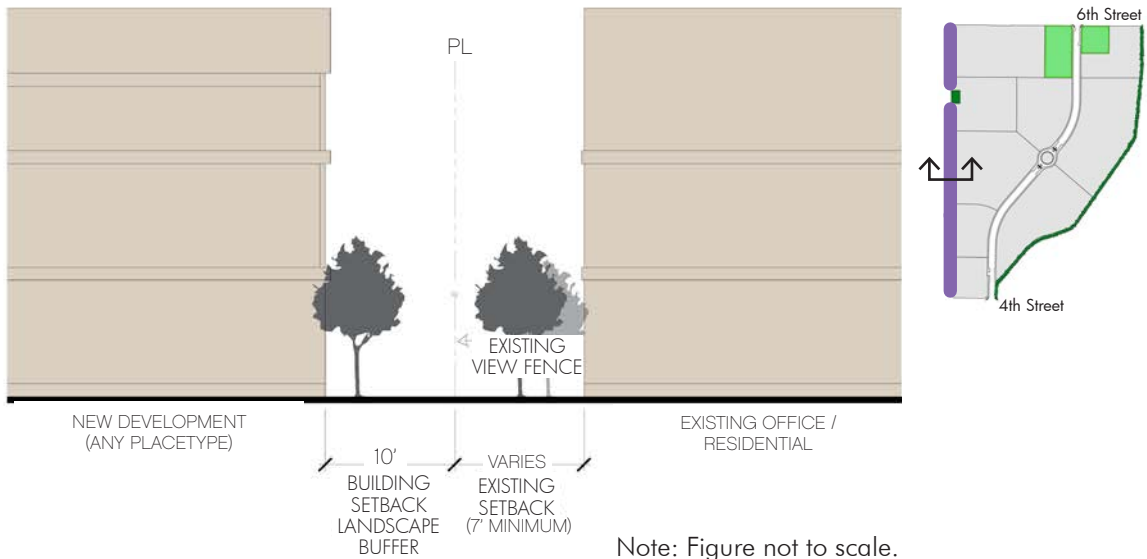 6th Street
PL
EXISTING
VIEW FENCE
4th Street
NEW DEVELOPMENT
(ANY PLACETYPE)
EXISTING OFFICE /
RESIDENTIAL
10'
BUILDING
SETBACK
LANDSCAPE
BUFFER
VARIES
EXISTING
SETBACK
(7' MINIMUM)
Note: Figure not to scale.